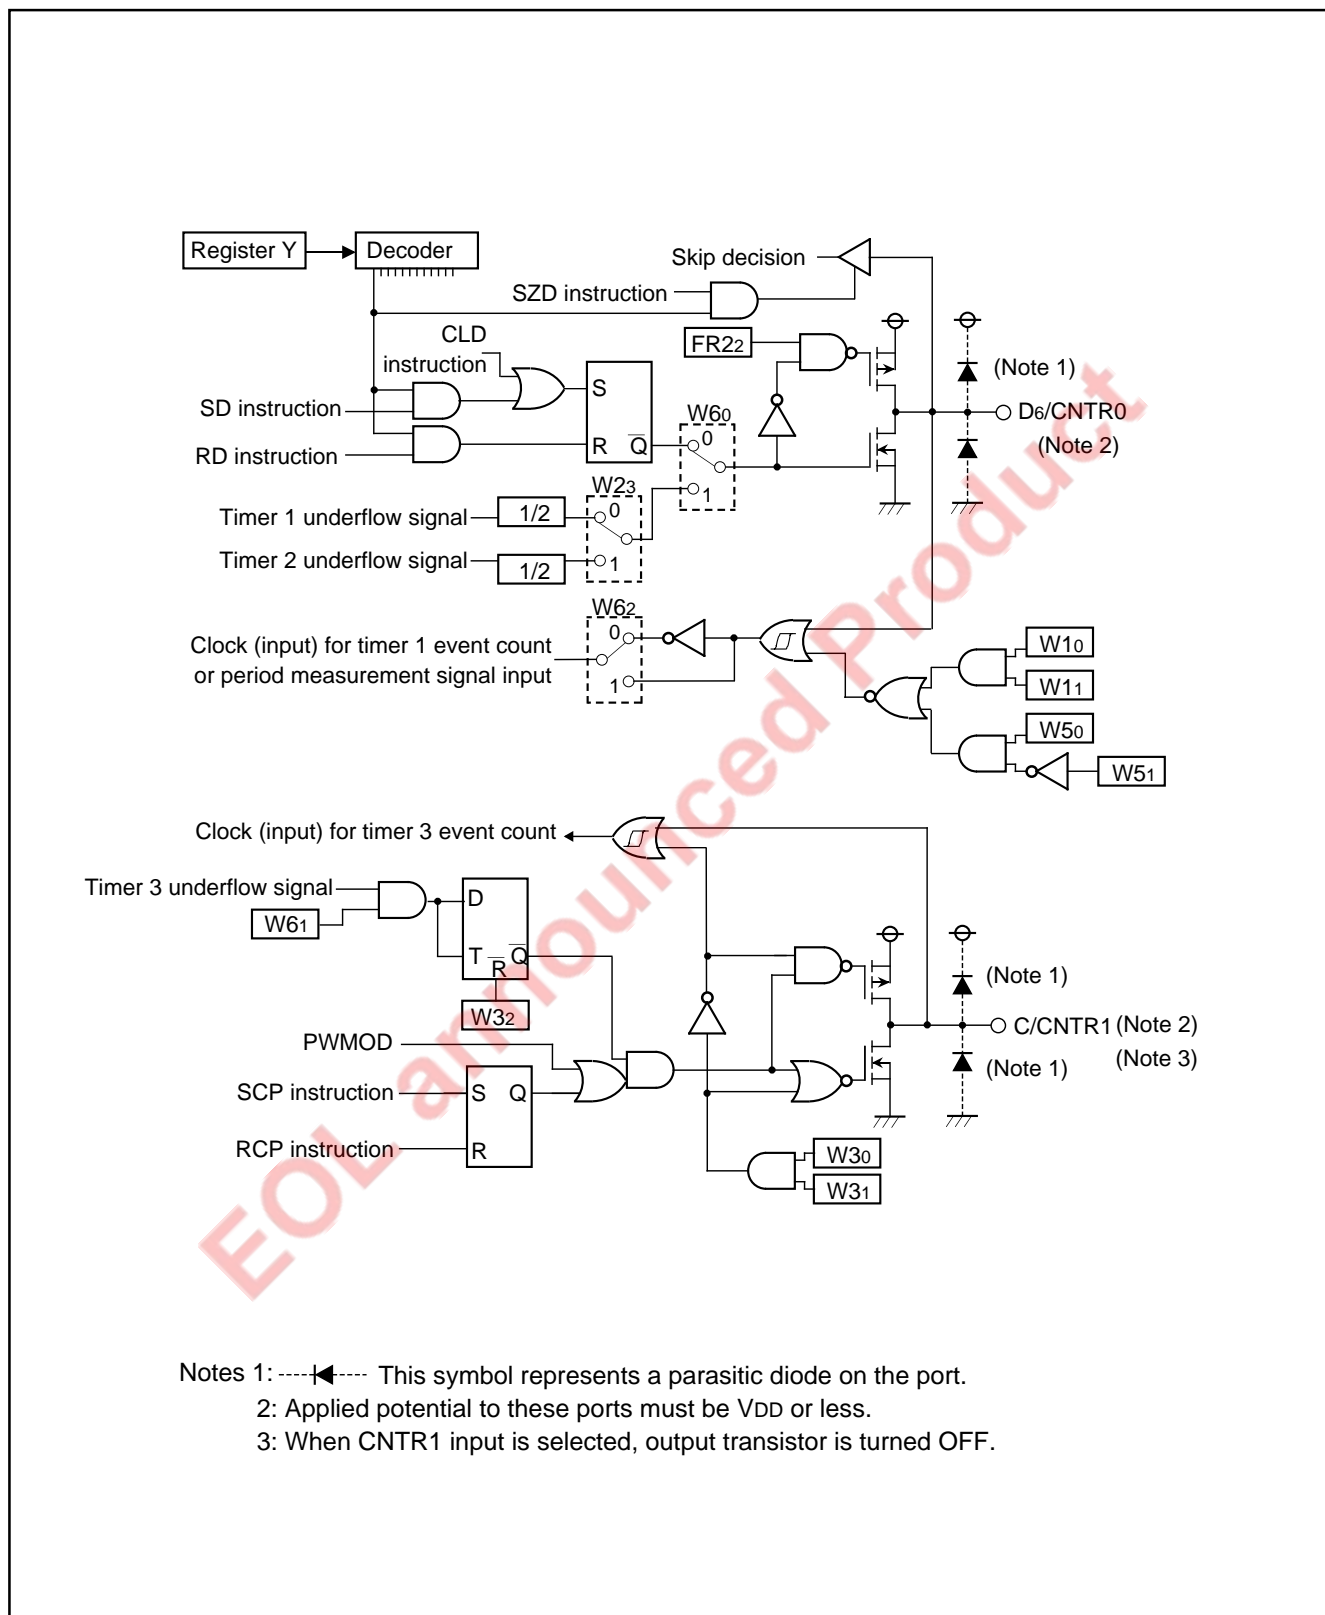 Register Y
Decoder
Skip decision
SZD instruction
CLD
instruction
FR22
S
W60
(Note 1)
SD instruction
0
D6/CNTR0
RD instruction
R
Q
(Note 2)
W23
1
Timer 1 underflow signal
1/2
0
Timer 2 underflow signal
1/2
1
W62
0
W10
Clock (input) for timer 1 event count
or period measurement signal input
1
W11
W50
W51
Clock (input) for timer 3 event count
Timer 3 underflow signal
D
W61
T
R
Q
(Note 1)
W32
C/CNTR1 (Note 2)
PWMOD
(Note 3)
(Note 1)
SCP instruction
S
Q
RCP instruction
R
W30
W31
EOL announced Product
Notes 1: This symbol represents a parasitic diode on the port.
2: Applied potential to these ports must be VDD or less.
3: When CNTR1 input is selected, output transistor is turned OFF.